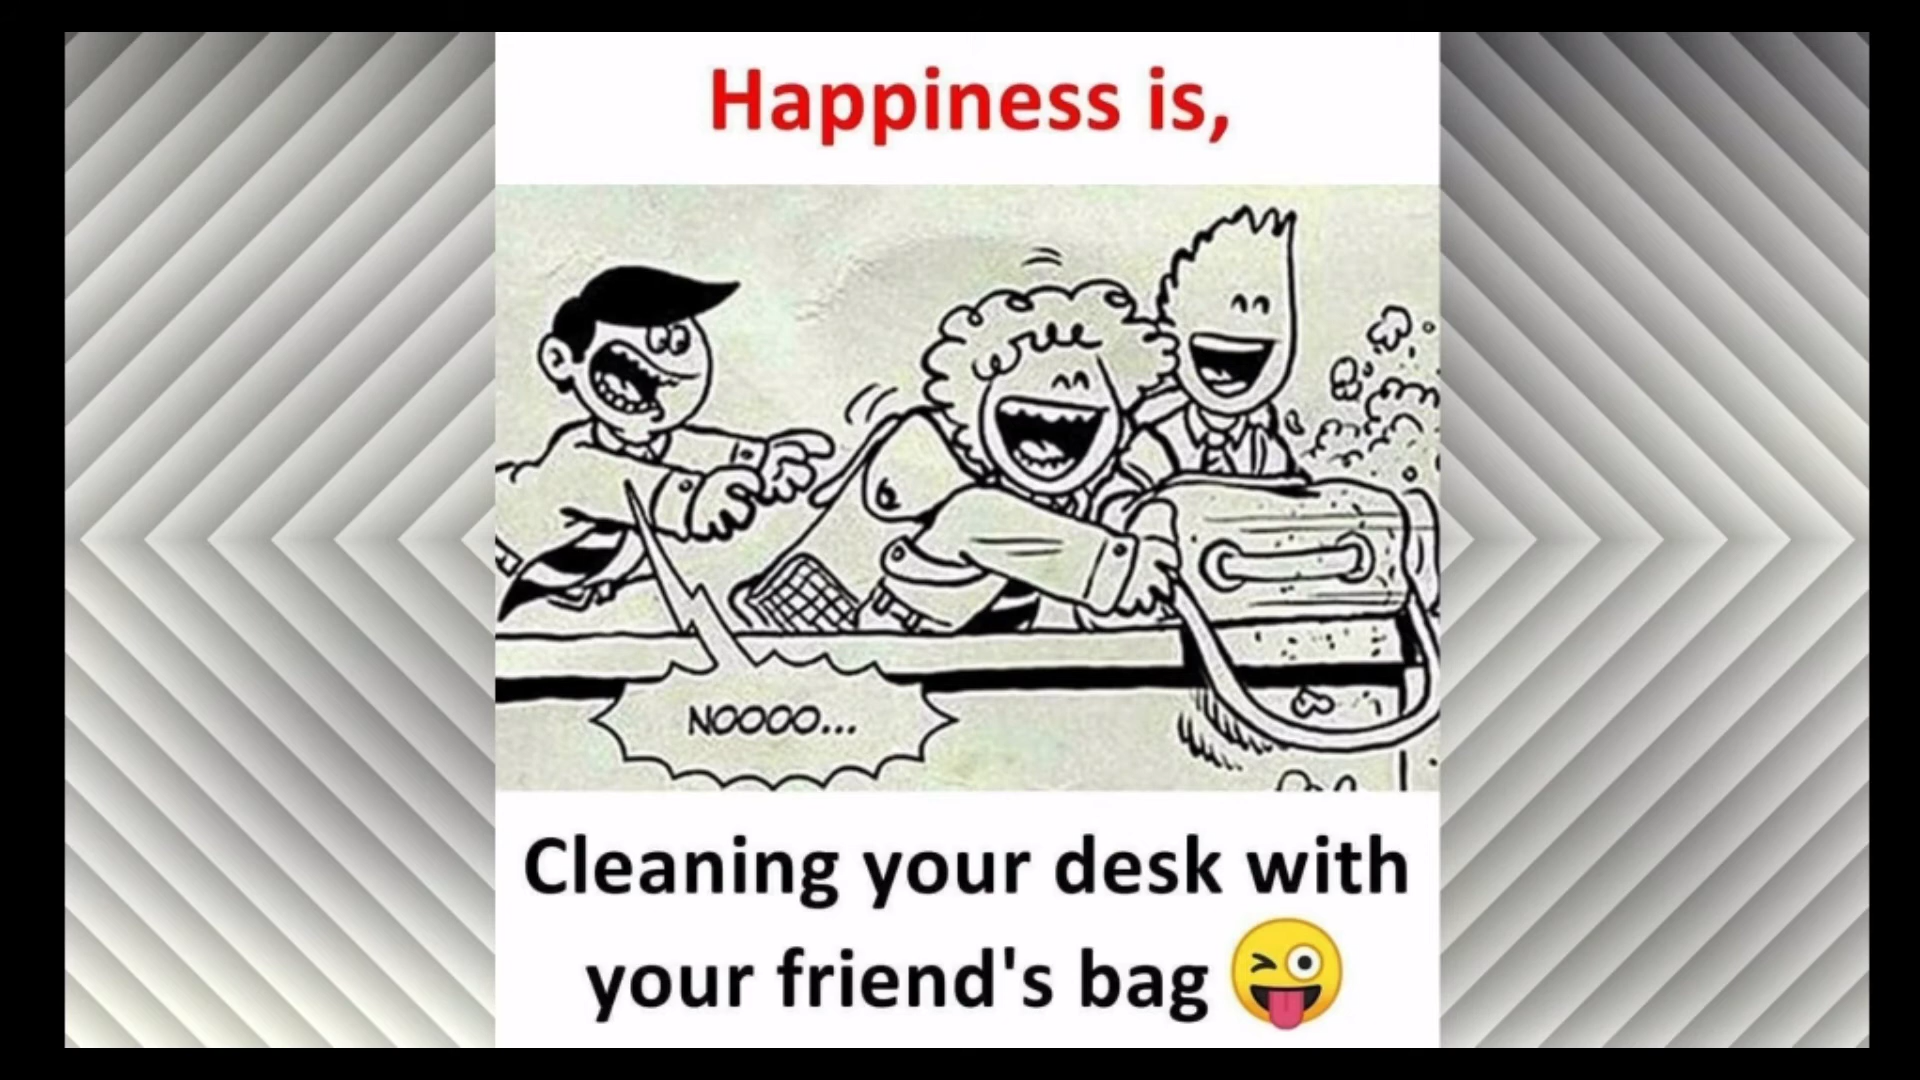 Happiness is,
NOOOO...
Cleaning your desk with
your friend's bag 😜